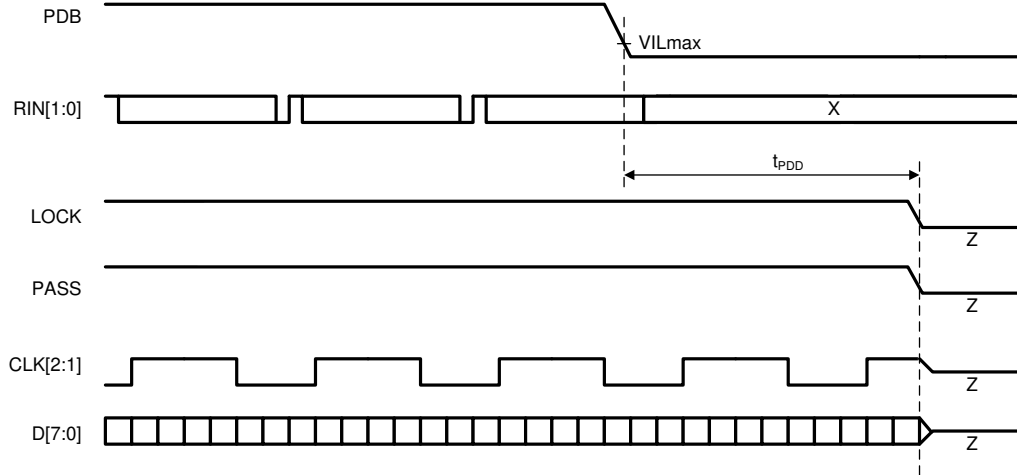 PDB
VILmax
RIN[1:0]
X
tPDD
LOCK
Z
PASS
Z
CLK[2:1]
Z
D[7:0]
Z